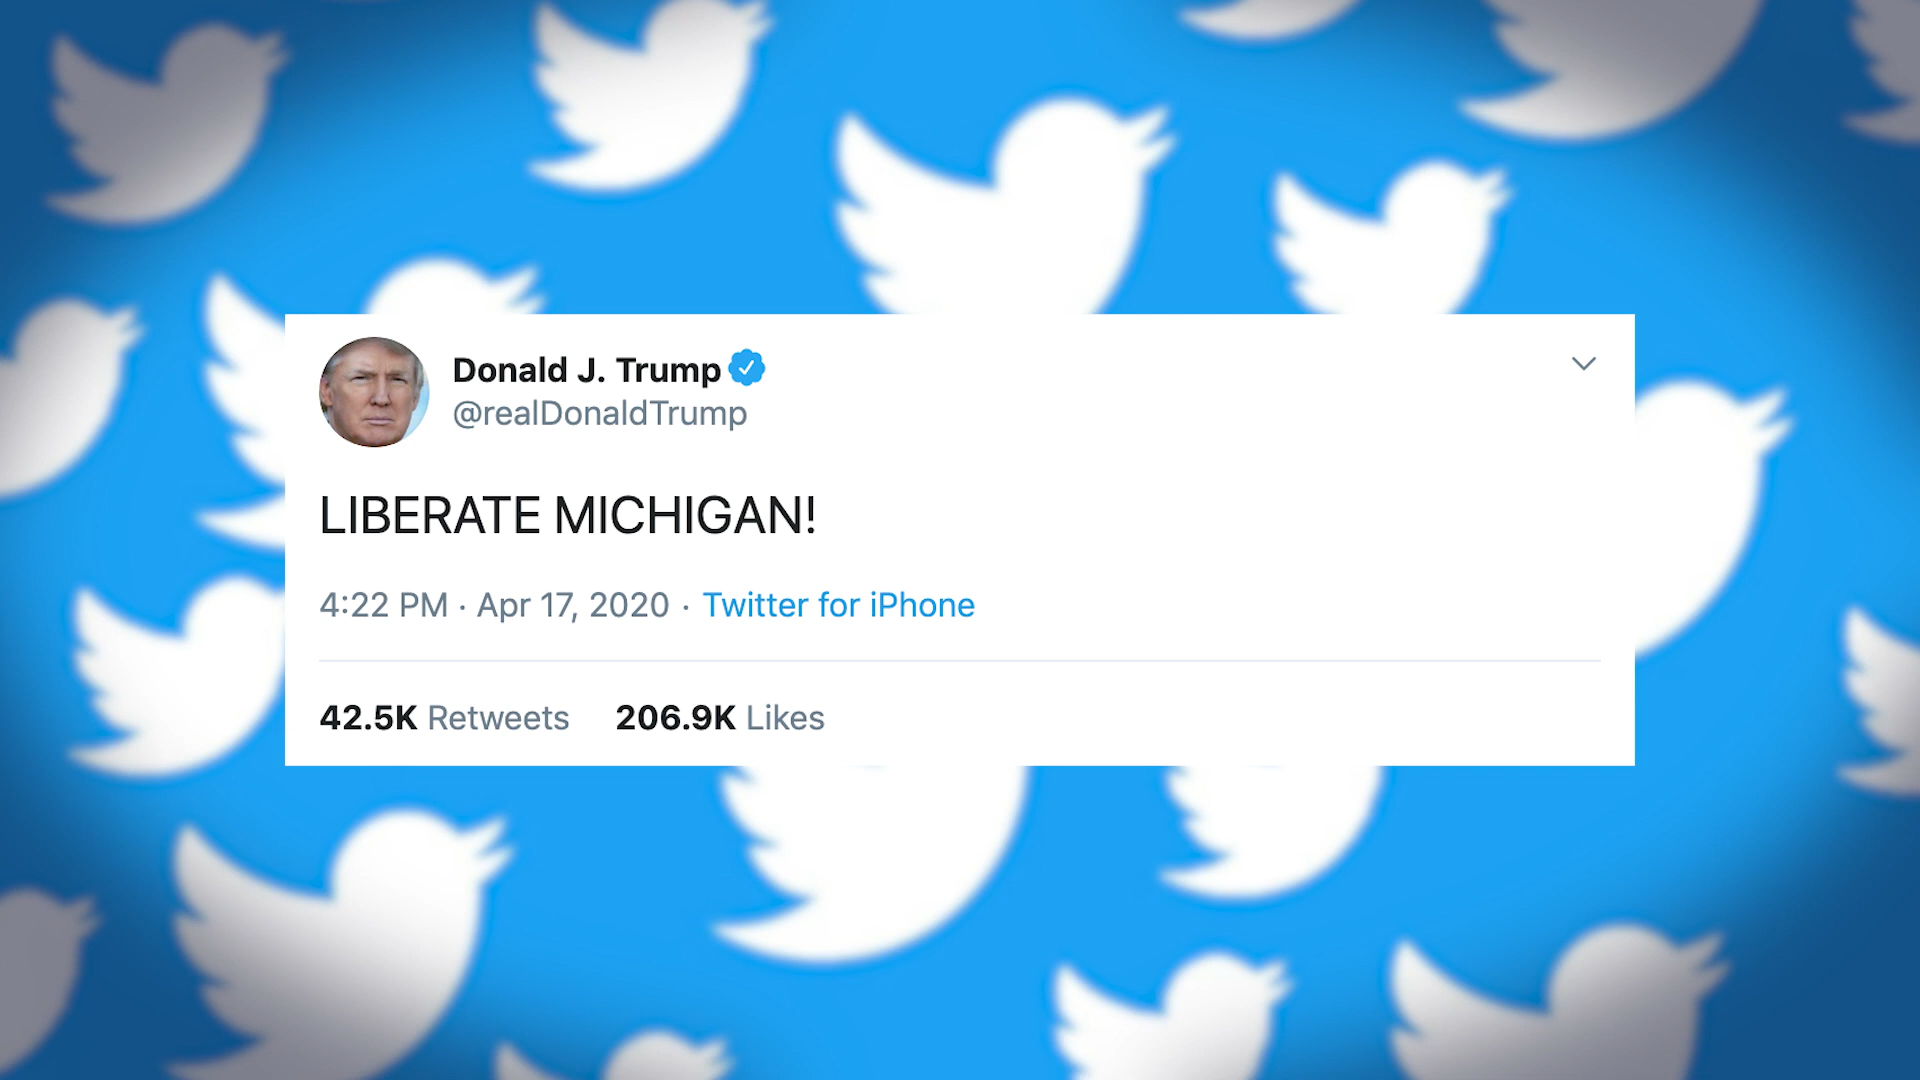 Donald J. Trump
@realDonaldTrump
LIBERATE MICHIGAN!
4:22 PM · Apr 17, 2020 · Twitter for iPhone
42.5K Retweets 206.9K Likes